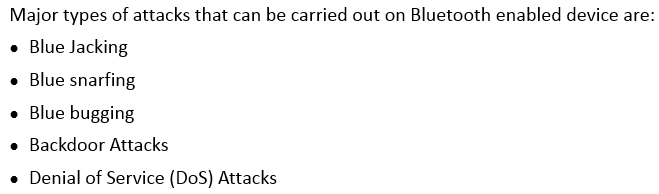 Major types of attacks that can be carried out on Bluetooth enabled device are:
• Blue Jacking
• Blue snarfing
• Blue bugging
• Backdoor Attacks
• Denial of Service (DoS) Attacks